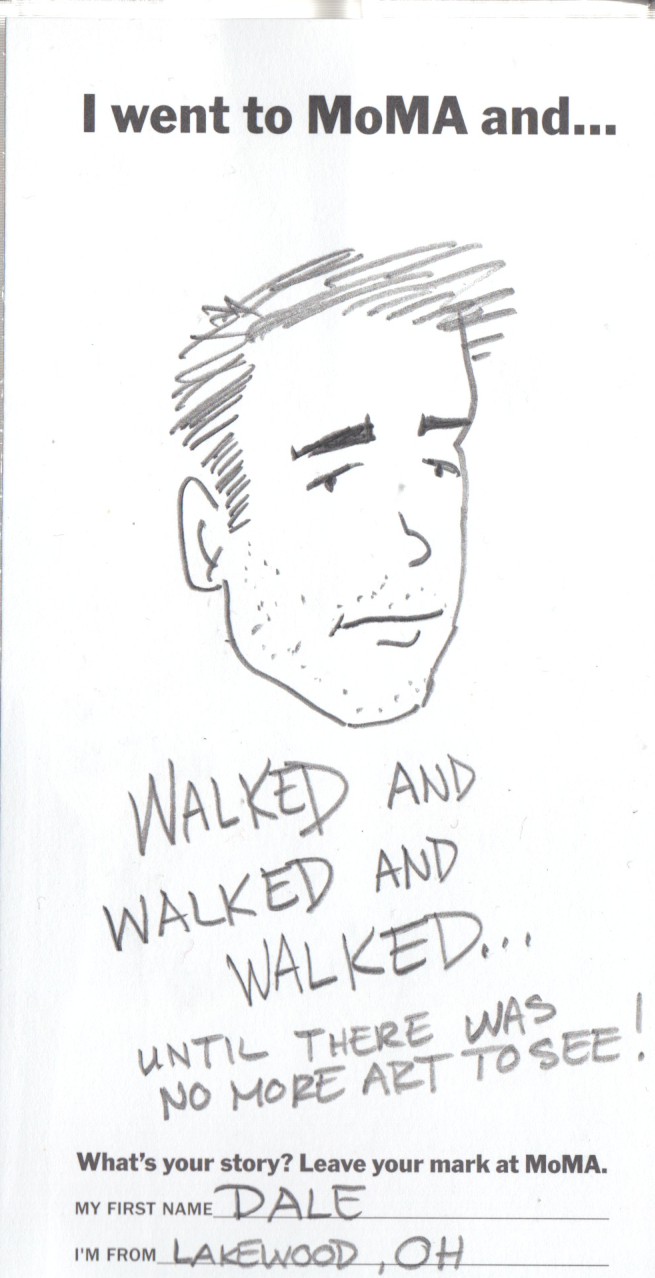 I went to MoMA and...
WALKED AND
WALKED AND
WALKED...
UNTIL THERE WAS
NO MORE ART TO SEE!
What's your story? Leave your mark at MoMA.
MY FIRST NAME DALE
I'M FROM LAKEWOOD, OH